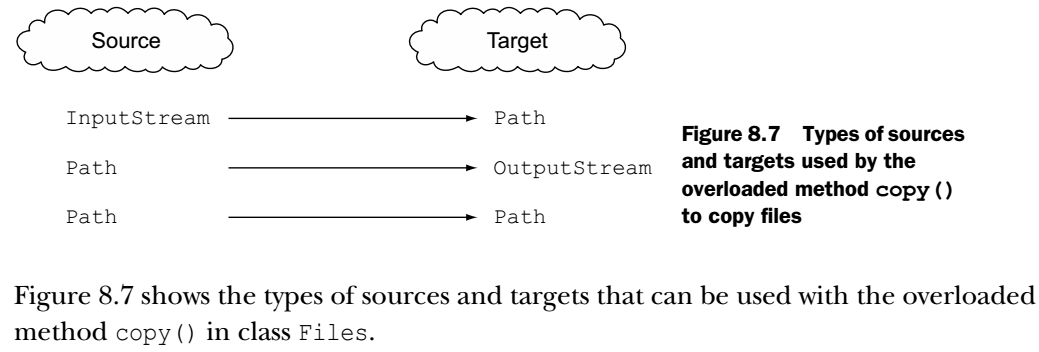 Source Target
InputStream Path
Path OutputStream
Path Path
Figure 8.7 Types of sources
and targets used by the
overloaded method copy()
to copy files
Figure 8.7 shows the types of sources and targets that can be used with the overloaded
method copy() in class Files.